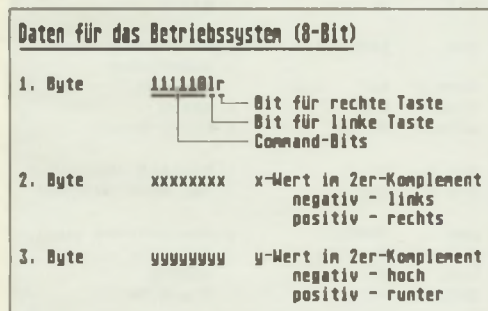 Daten für das Betriebssystem (8-Bit)
1. Byte 111110lr
Bit für rechte Taste
Bit für linke Taste
Command-Bits
2. Byte xxxxxxxx x-Wert im 2er-Komplement
negativ - links
positiv - rechts
3. Byte yyyyyyyy y-Wert im 2er-Komplement
negativ - hoch
positiv - runter